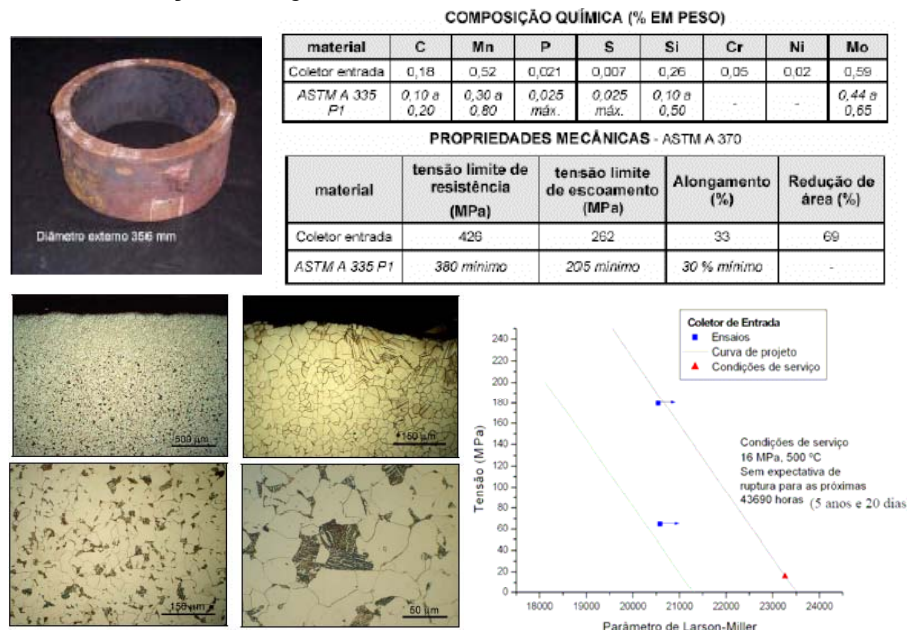 COMPOSIÇÃO QUÍMICA (% EM PESO)
material C Mn P S Si Cr Ni Mo
Coletor entrada 0,18 0,52 0,021 0,007 0,26 0,05 0,02 0,59
ASTM A 335 P1 0,10 a 0,20 0,30 a 0,80 0,025 máx. 0,025 máx. 0,10 a 0,50 - - 0,44 a 0,65
Diâmetro externo 356 mm
PROPRIEDADES MECÂNICAS - ASTM A 370
material tensão limite de resistência (MPa) tensão limite de escoamento (MPa) Alongamento (%) Redução de área (%)
Coletor entrada 426 262 33 69
ASTM A 335 P1 380 mínimo 205 mínimo 30 % mínimo -
500 µm
150 µm
150 µm
50 µm
Coletor de Entrada
Ensaios
Curva de projeto
Condições de serviço
240
220
200
180
160
140
120
100
80
60
40
20
0
Tensão (MPa)
Condições de serviço
16 MPa, 500 ºC
Sem expectativa de
ruptura para as próximas
43690 horas (5 anos e 20 dias
18000 19000 20000 21000 22000 23000 24000
Parâmetro de Larson-Miller